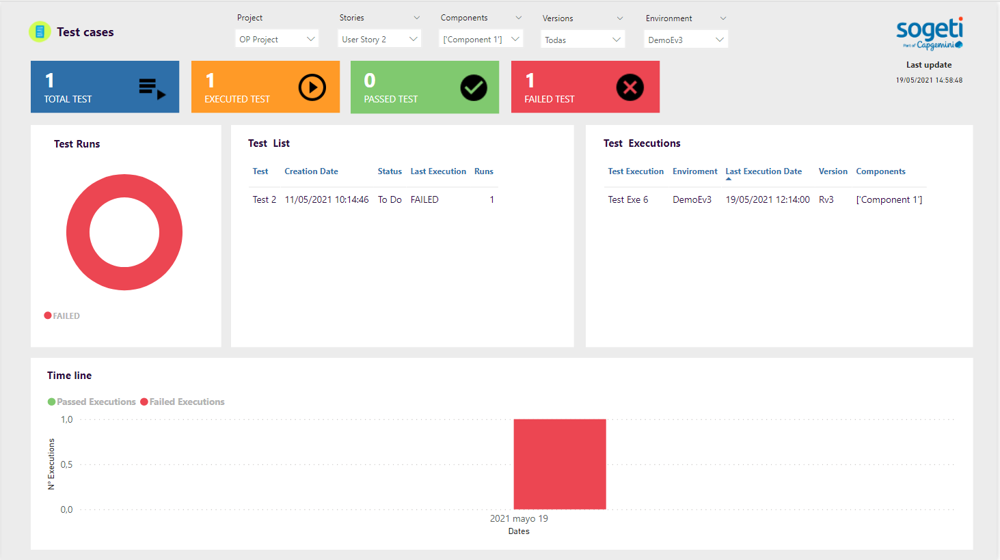 Test cases
Project
Stories
Components
Versions
Environment
OP Project
User Story 2
['Component 1']
Todas
DemoEv3
sogeti
Part of Capgemini
Last update
19/05/2021 14:58:48
1
TOTAL TEST
1
EXECUTED TEST
0
PASSED TEST
1
FAILED TEST
Test Runs
FAILED
Test List
Test Creation Date Status Last Execution Runs
Test 2 11/05/2021 10:14:46 To Do FAILED 1
Test Executions
Test Execution Enviroment Last Execution Date Version Components
Test Exe 6 DemoEv3 19/05/2021 12:14:00 Rv3 ['Component 1']
Time line
Passed Executions Failed Executions
1,0
0,5
0,0
N° Executions
2021 mayo 19
Dates